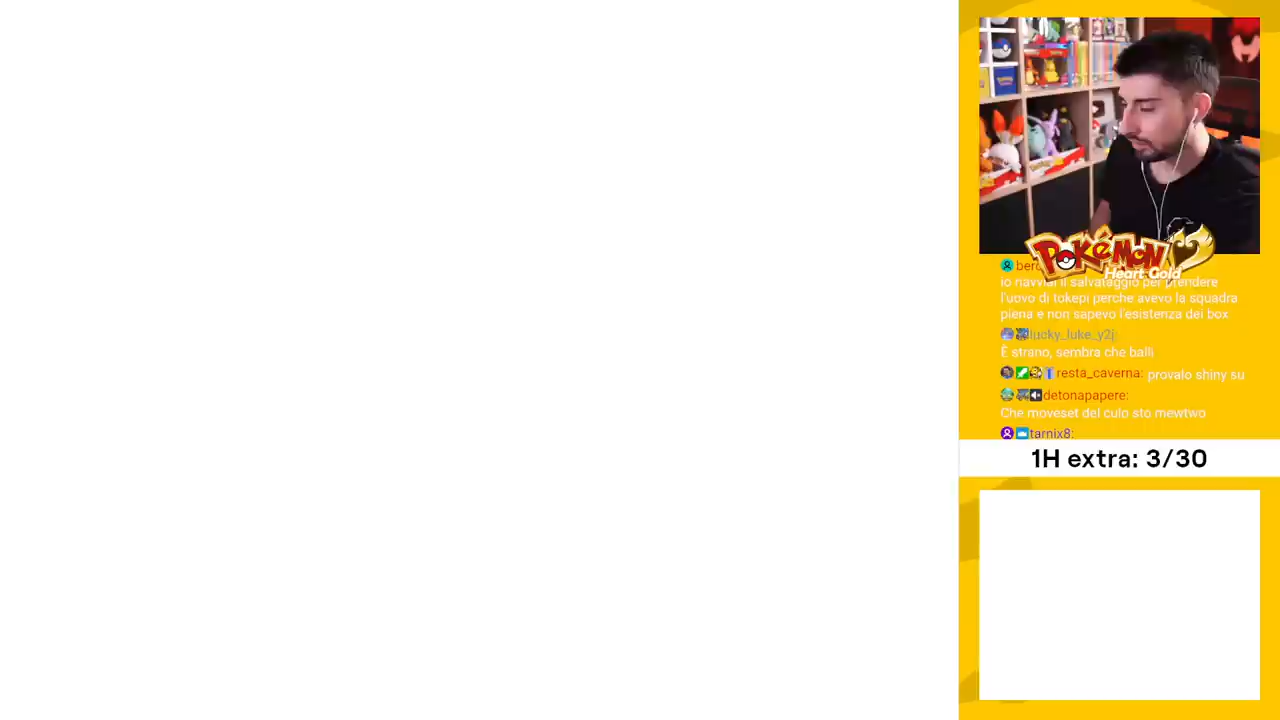 POKéMON
Heart Gold
io riavviai il salvataggio per prendere
l'uovo di tokepi perche avevo la squadra
piena e non sapevo l'esistenza dei box
lucky_luke_y2j:
È strano, sembra che balli
resta_caverna: provalo shiny su
detonapapere:
Che moveset del culo sto mewtwo
tarnix8:
1H extra: 3/30